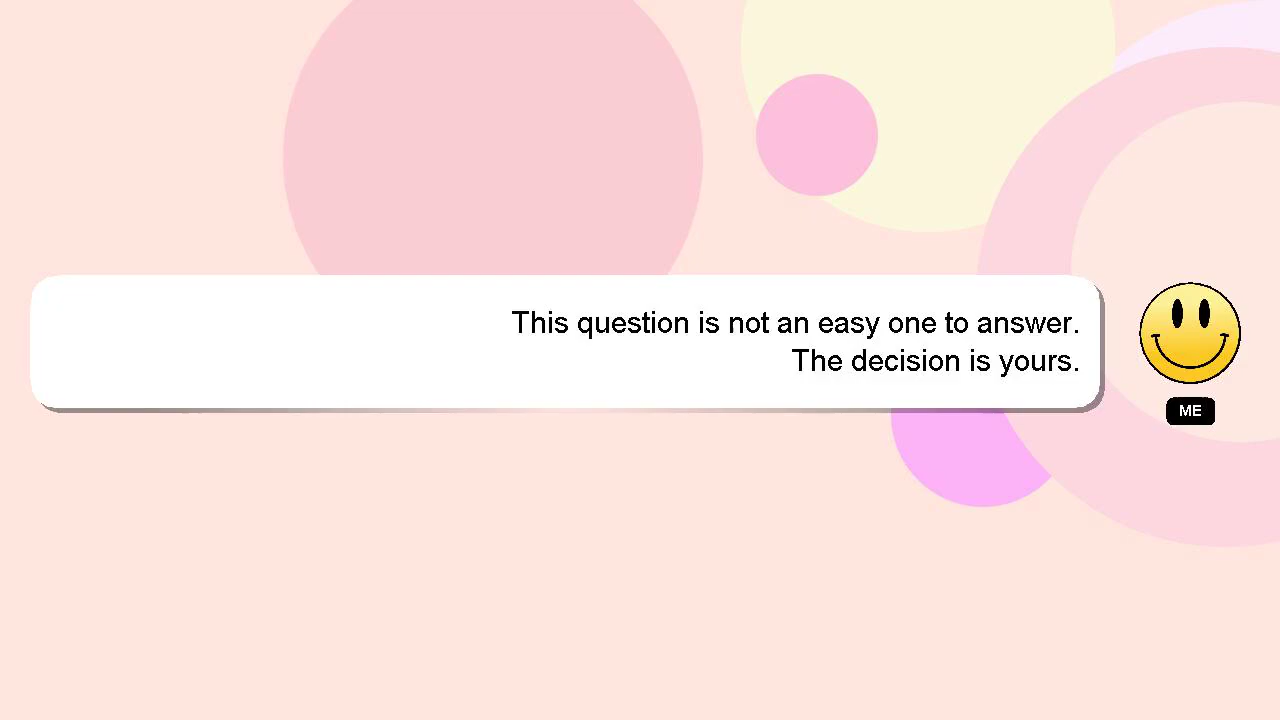 This question is not an easy one to answer.
The decision is yours.
ME